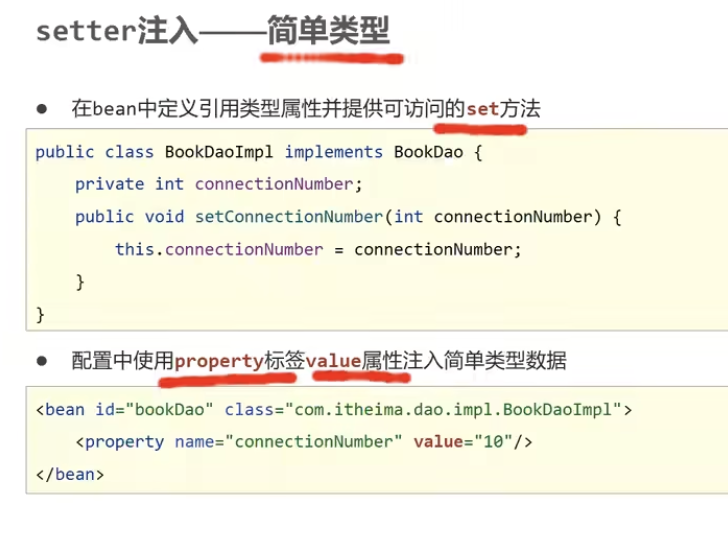 setter注入——简单类型
● 在bean中定义引用类型属性并提供可访问的set方法
public class BookDaoImpl implements BookDao {
    private int connectionNumber;
    public void setConnectionNumber(int connectionNumber) {
        this.connectionNumber = connectionNumber;
    }
}
● 配置中使用property标签value属性注入简单类型数据
<bean id="bookDao" class="com.itheima.dao.impl.BookDaoImpl">
    <property name="connectionNumber" value="10"/>
</bean>